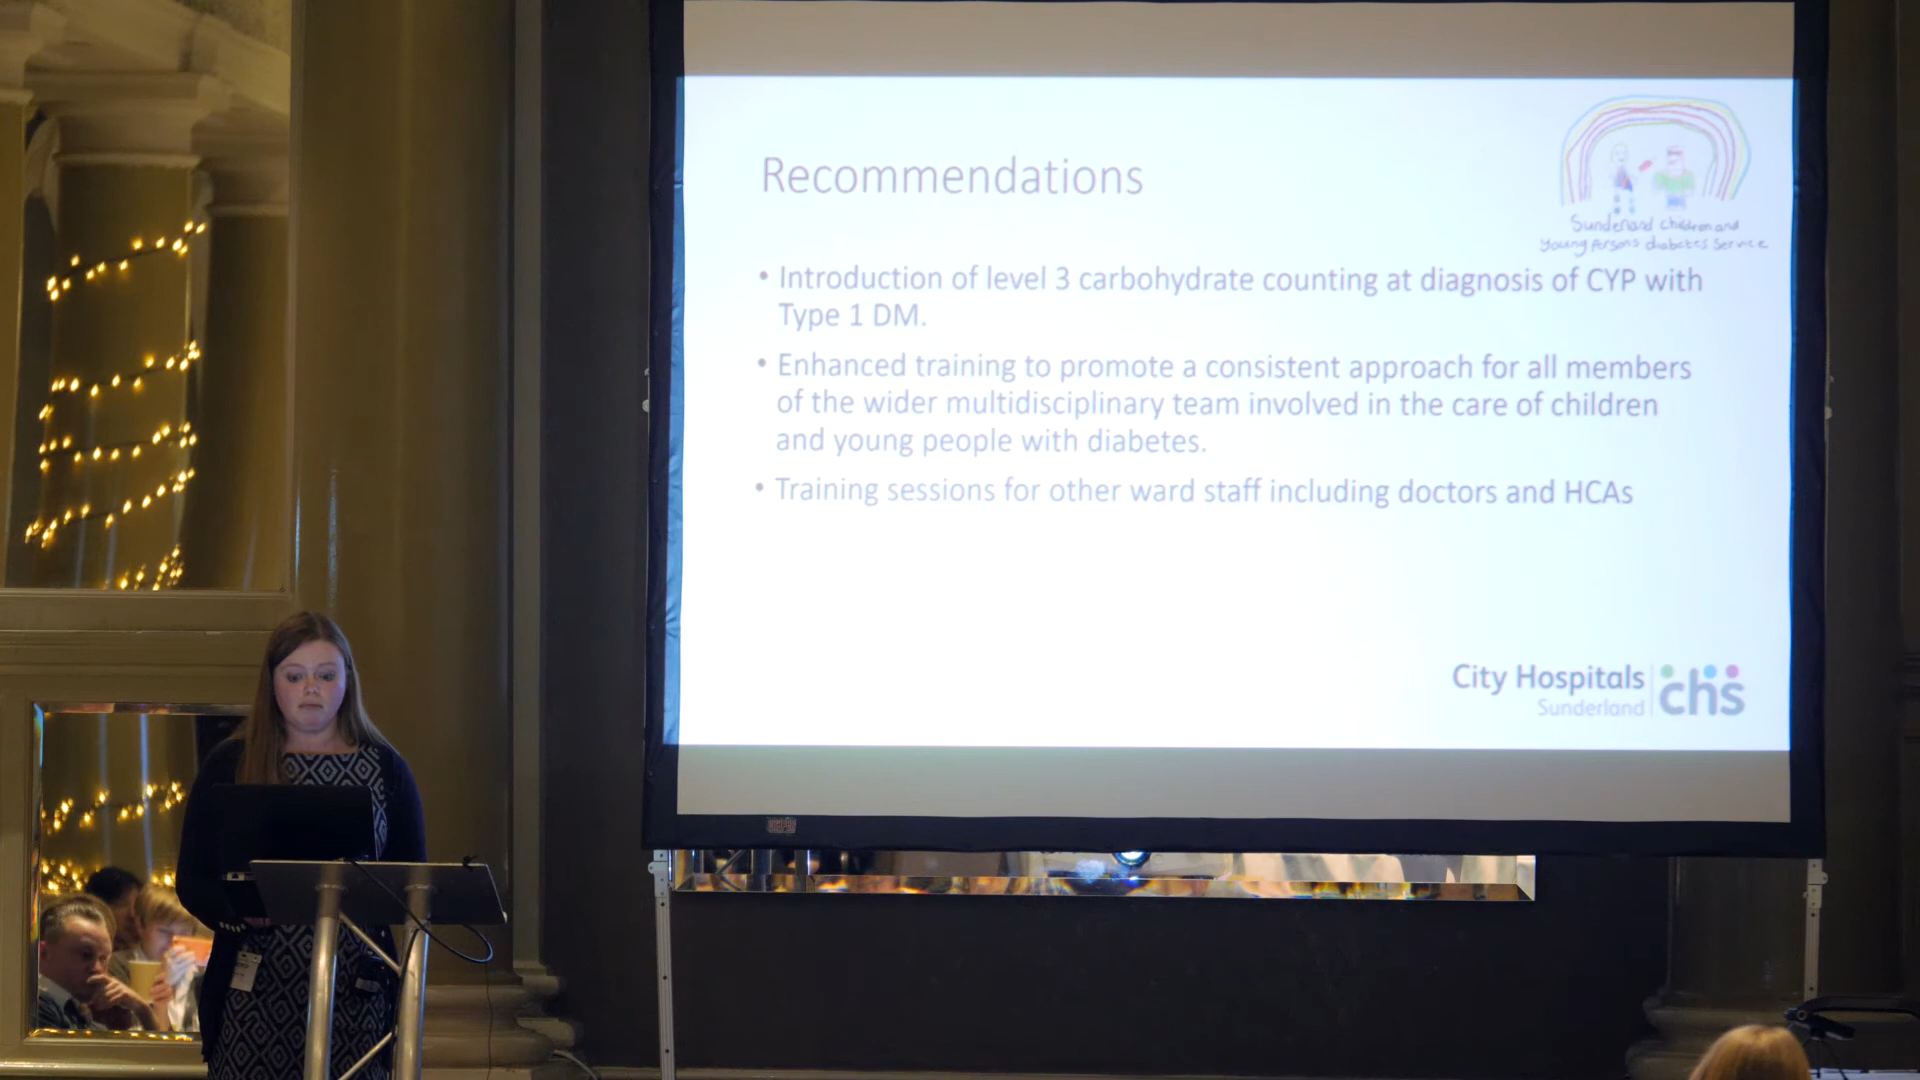 Recommendations
Sunderland Children and
Young Persons diabetes Service
• Introduction of level 3 carbohydrate counting at diagnosis of CYP with
Type 1 DM.
• Enhanced training to promote a consistent approach for all members
of the wider multidisciplinary team involved in the care of children
and young people with diabetes.
• Training sessions for other ward staff including doctors and HCAs
City Hospitals
Sunderland
chs